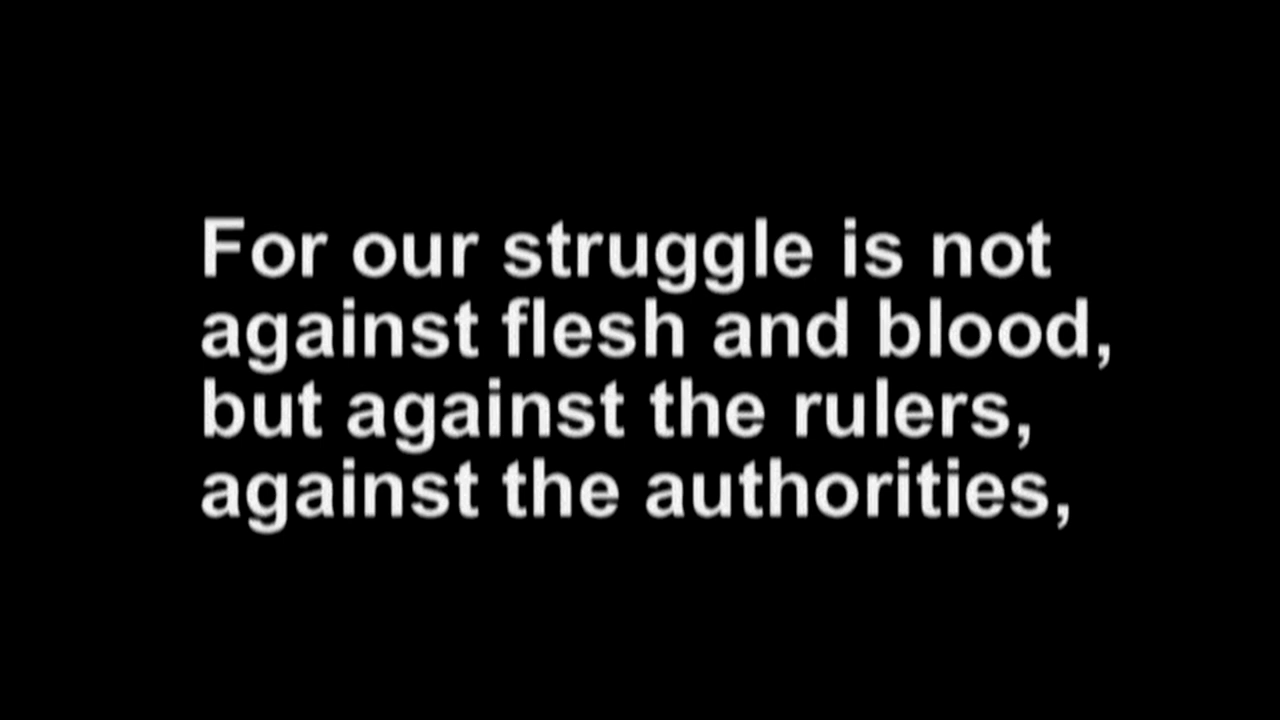 For our struggle is not
against flesh and blood,
but against the rulers,
against the authorities,